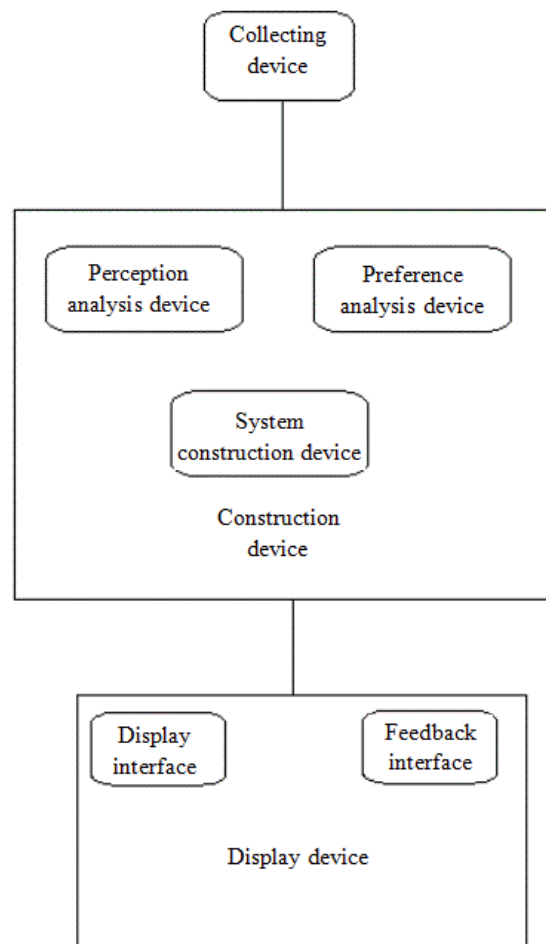 Collecting
device
Perception
analysis device
Preference
analysis device
System
construction device
Construction
device
Display
interface
Feedback
interface
Display device